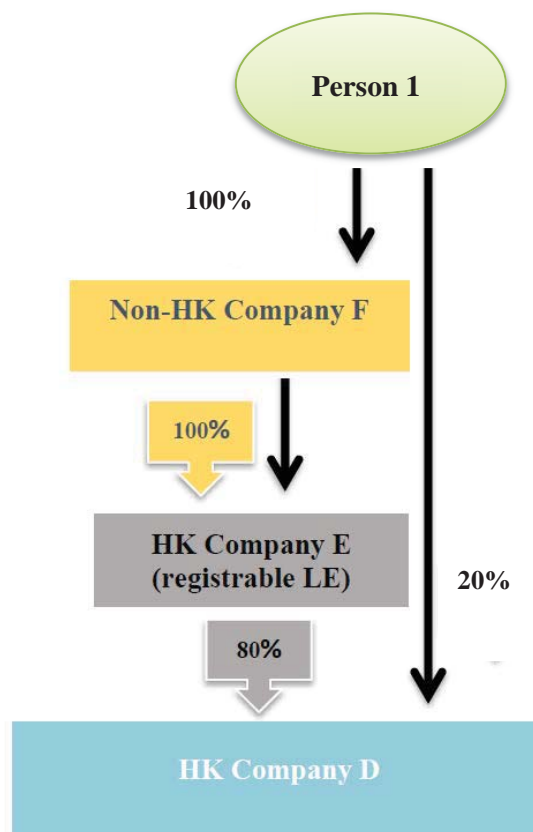 Person 1
100%
Non-HK Company F
100%
HK Company E
(registrable LE)
20%
80%
HK Company D